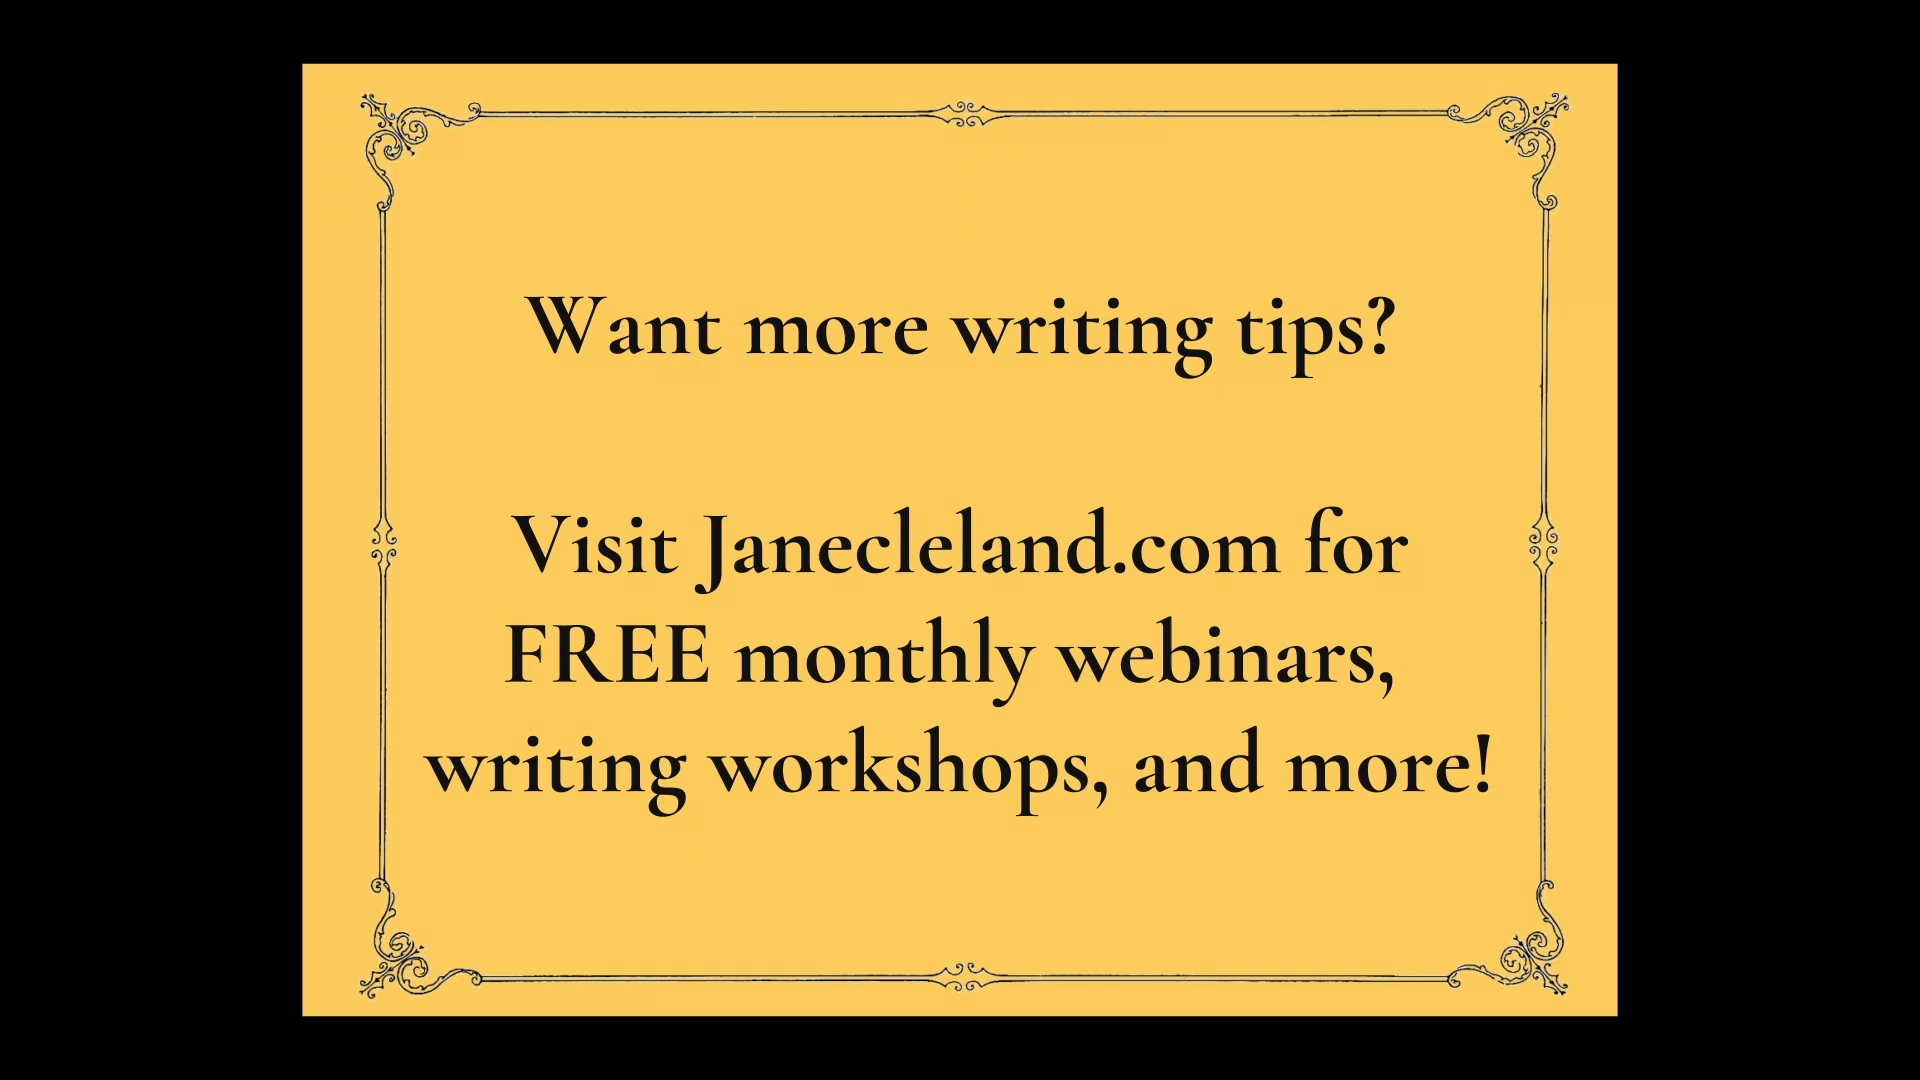 Want more writing tips?
Visit Janecleland.com for
FREE monthly webinars,
writing workshops, and more!